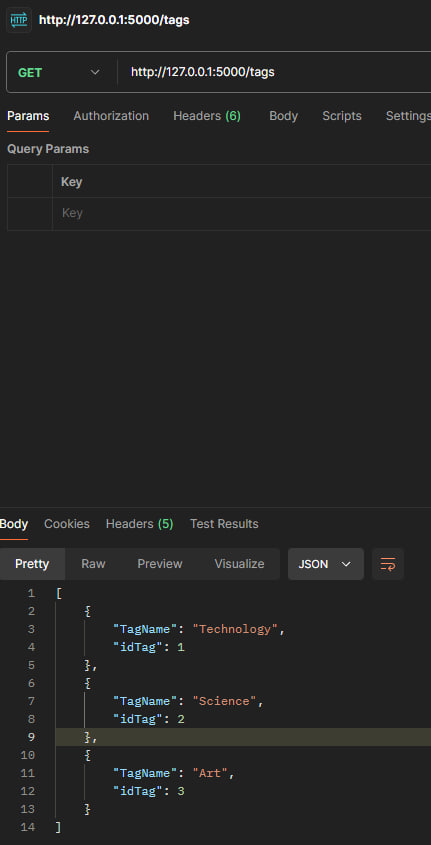 HTTP http://127.0.0.1:5000/tags
GET http://127.0.0.1:5000/tags
Params Authorization Headers (6) Body Scripts Settings
Query Params
Key
Key
Body Cookies Headers (5) Test Results
Pretty Raw Preview Visualize JSON
1 [
2 {
3 "TagName": "Technology",
4 "idTag": 1
5 },
6 {
7 "TagName": "Science",
8 "idTag": 2
9 },
10 {
11 "TagName": "Art",
12 "idTag": 3
13 }
14 ]